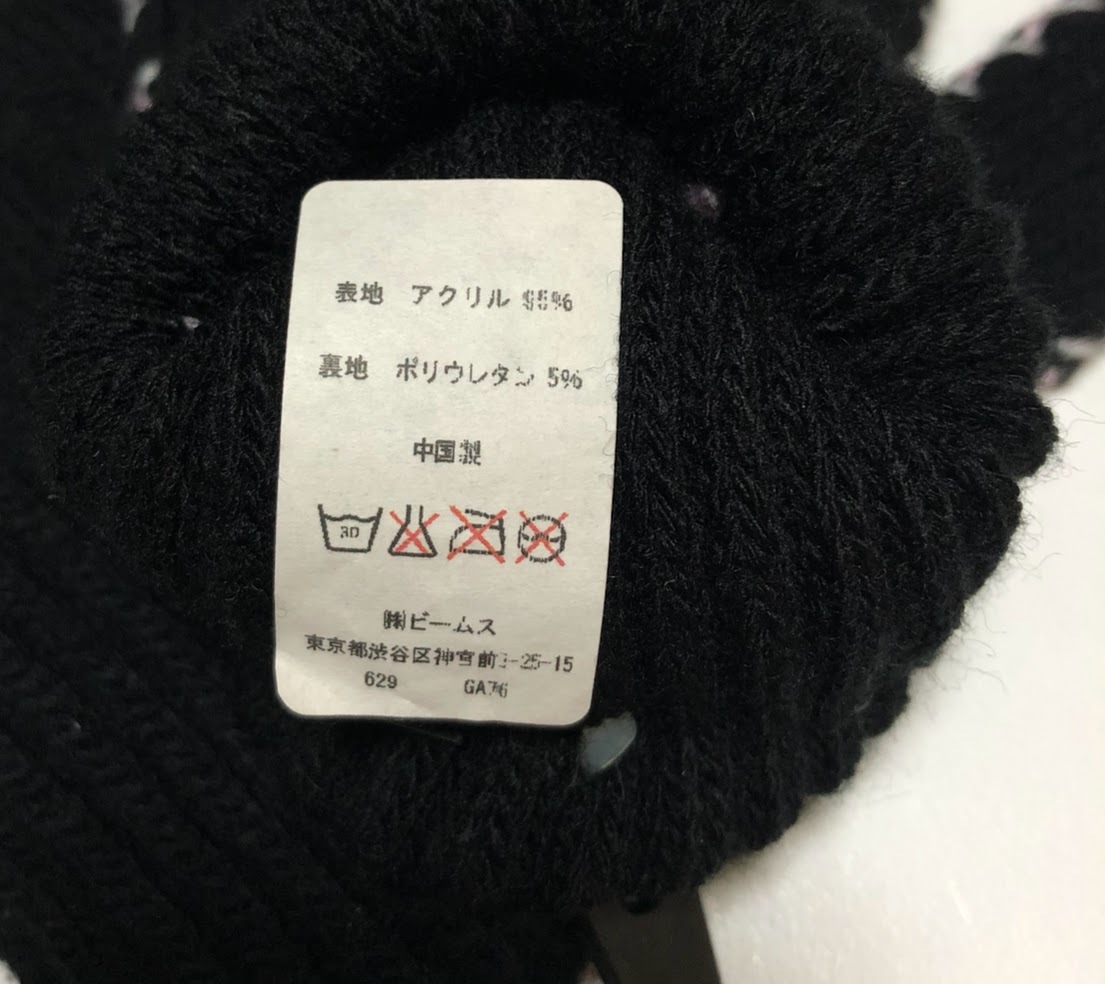 表地 アクリル 95%
裏地 ポリウレタン 5%
中国製
30
㈱ビームス
東京都渋谷区神宮前 -25-15
629 GA76